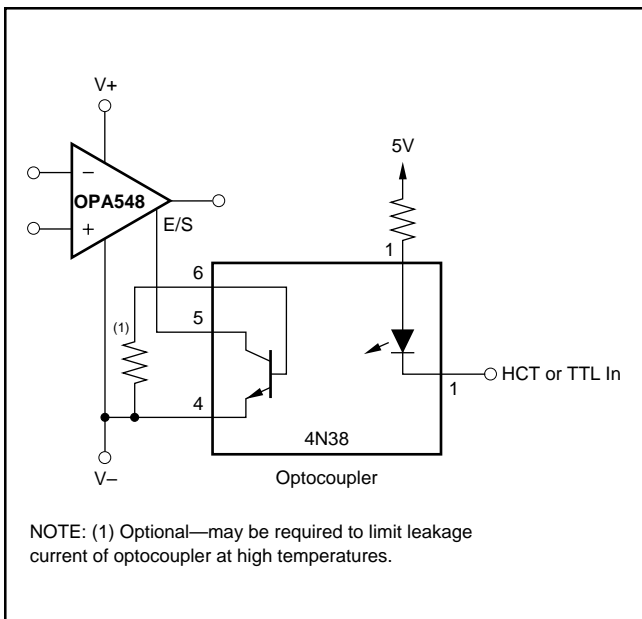 V+
5V
–
OPA548
+
E/S
1
6
(1)
5
HCT or TTL In
1
4
4N38
V–
Optocoupler
NOTE: (1) Optional—may be required to limit leakage
current of optocoupler at high temperatures.